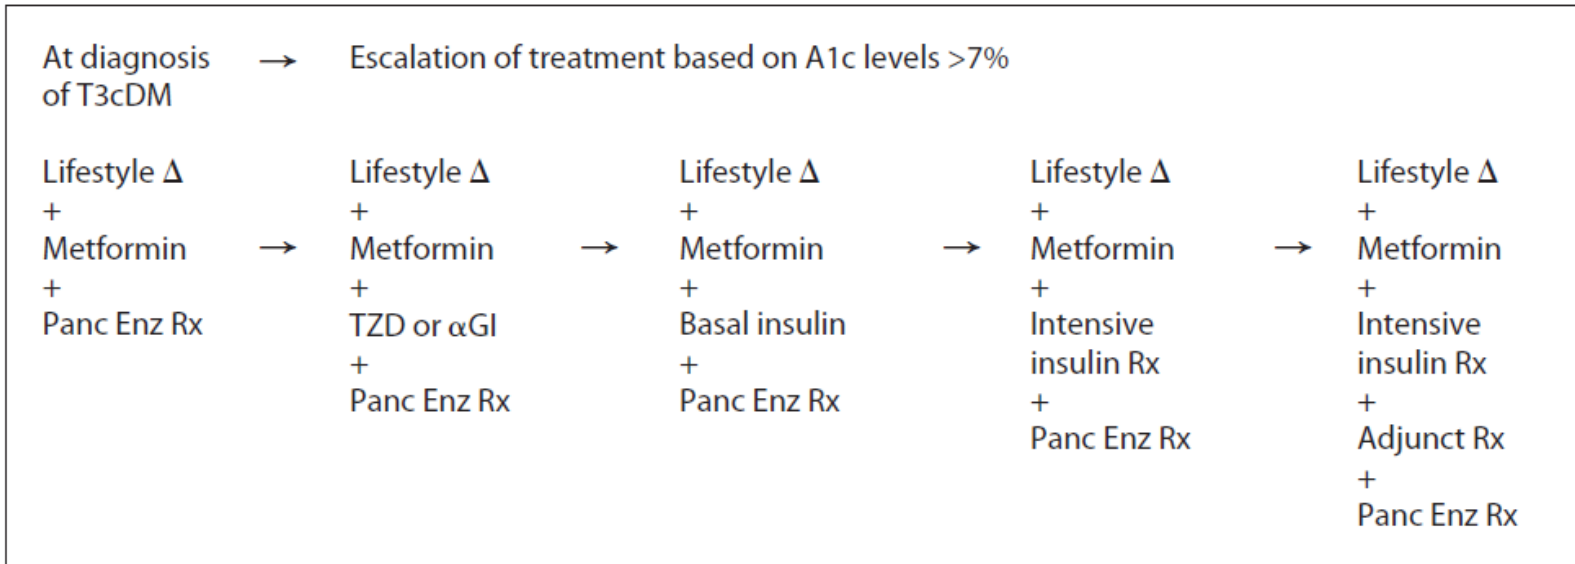 At diagnosis → Escalation of treatment based on A1c levels >7%
of T3cDM
Lifestyle Δ
+
Metformin →
+
Panc Enz Rx
Lifestyle Δ
+
Metformin →
+
TZD or αGI
+
Panc Enz Rx
Lifestyle Δ
+
Metformin →
+
Basal insulin
+
Panc Enz Rx
Lifestyle Δ
+
Metformin →
+
Intensive
insulin Rx
+
Panc Enz Rx
Lifestyle Δ
+
Metformin
+
Intensive
insulin Rx
+
Adjunct Rx
+
Panc Enz Rx